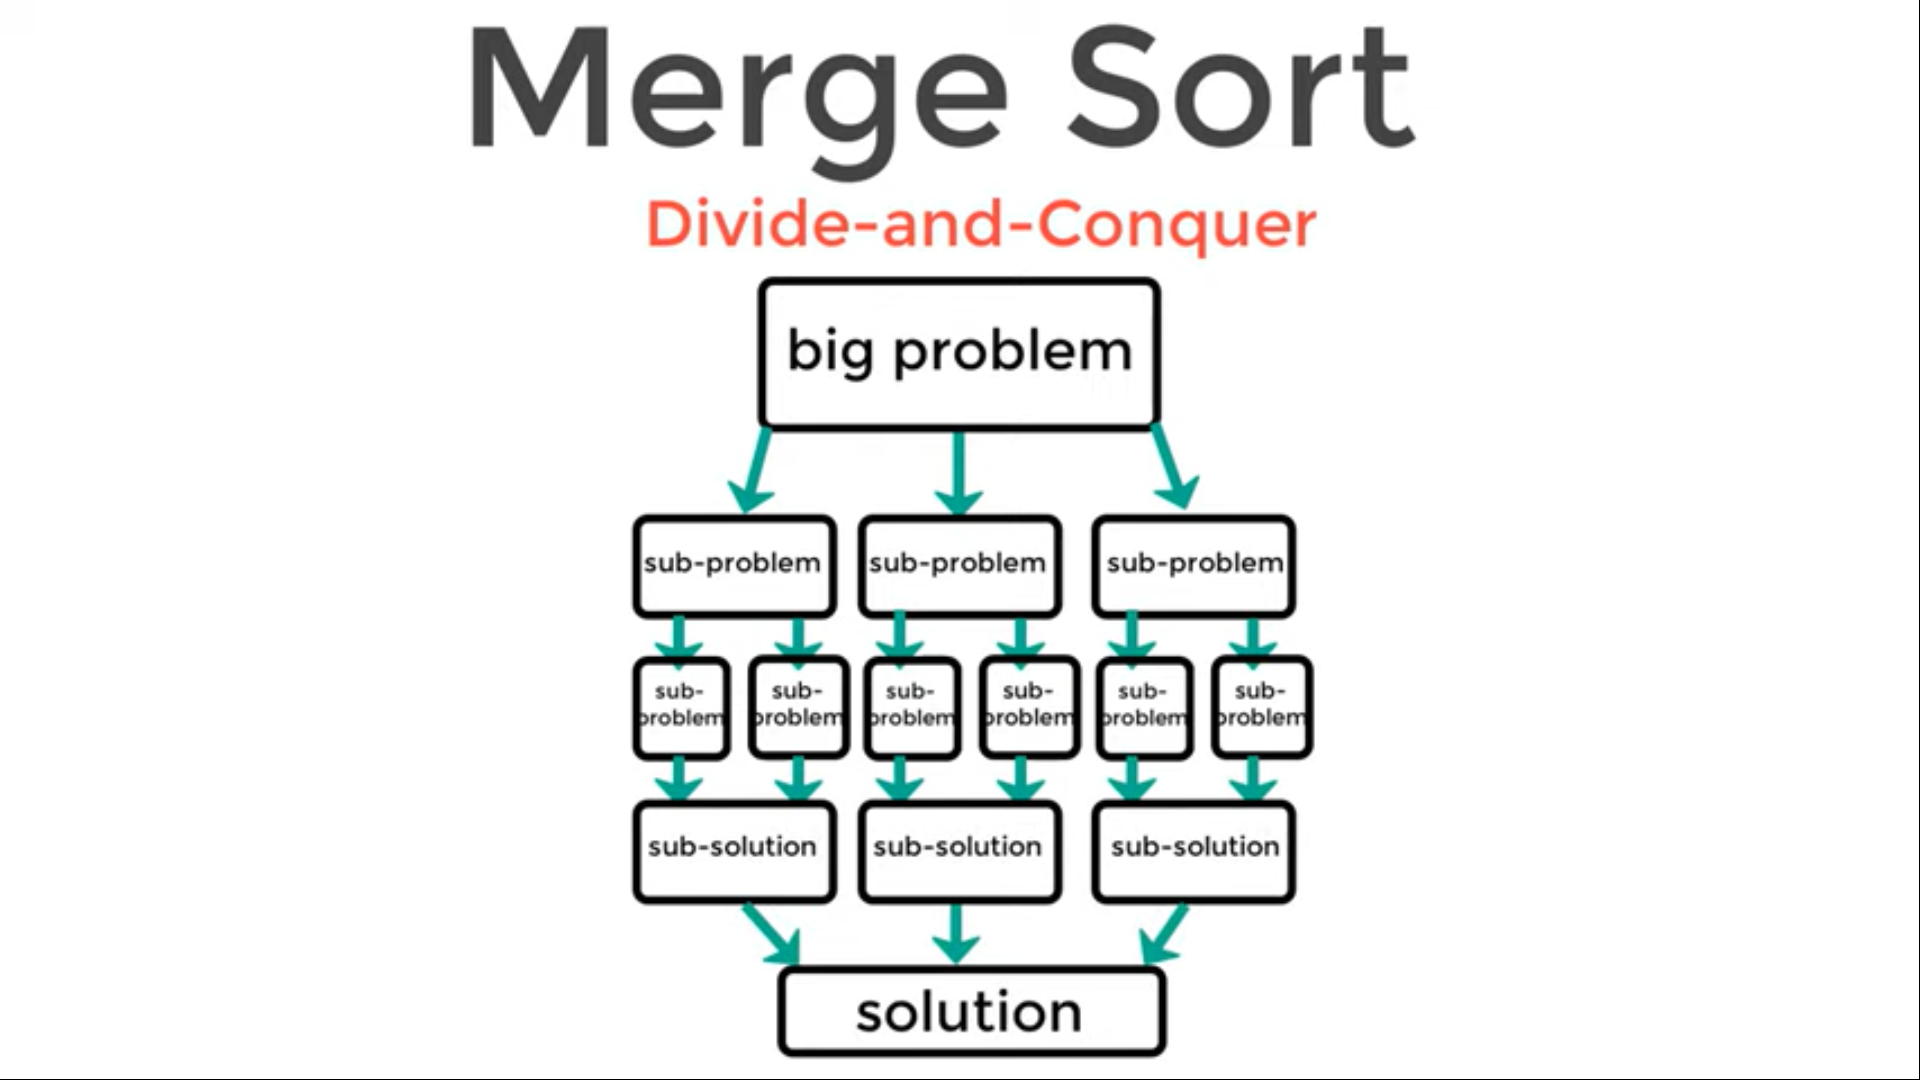 Merge Sort
Divide-and-Conquer
big problem
sub-problem sub-problem sub-problem
sub- sub- sub- sub- sub- sub-
problem problem problem problem problem problem
sub-solution sub-solution sub-solution
solution